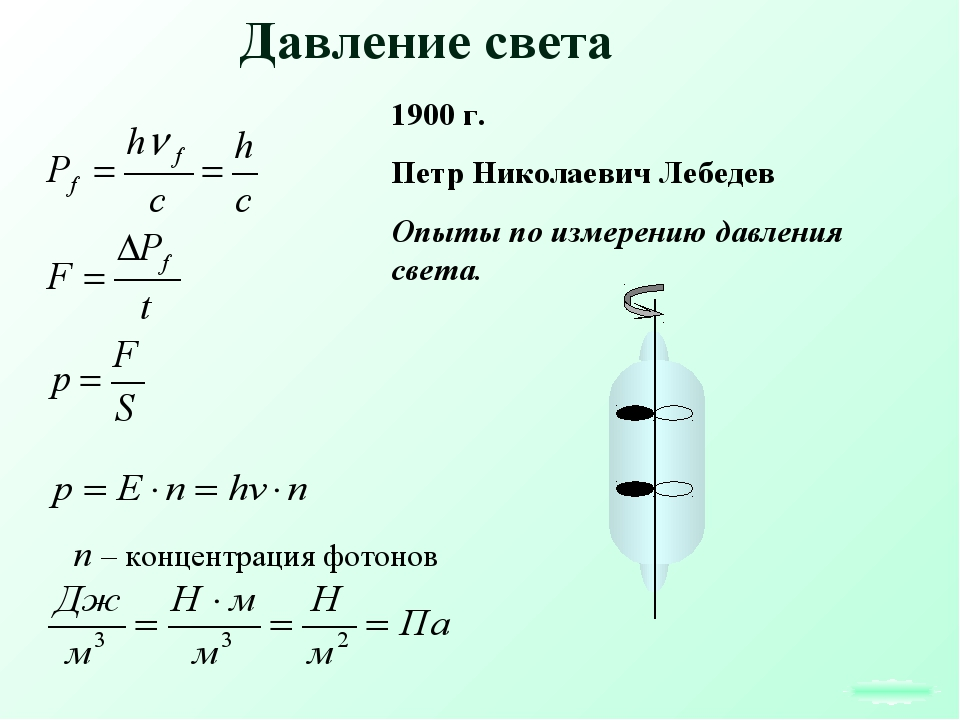 Давление света
1900 г.
Петр Николаевич Лебедев
Опыты по измерению давления
света.
P_f = hν_f / c = h / c
F = ΔP_f / t
p = F / S
p = E · n = hν · n
n – концентрация фотонов
Дж / м³ = Н · м / м³ = Н / м² = Па